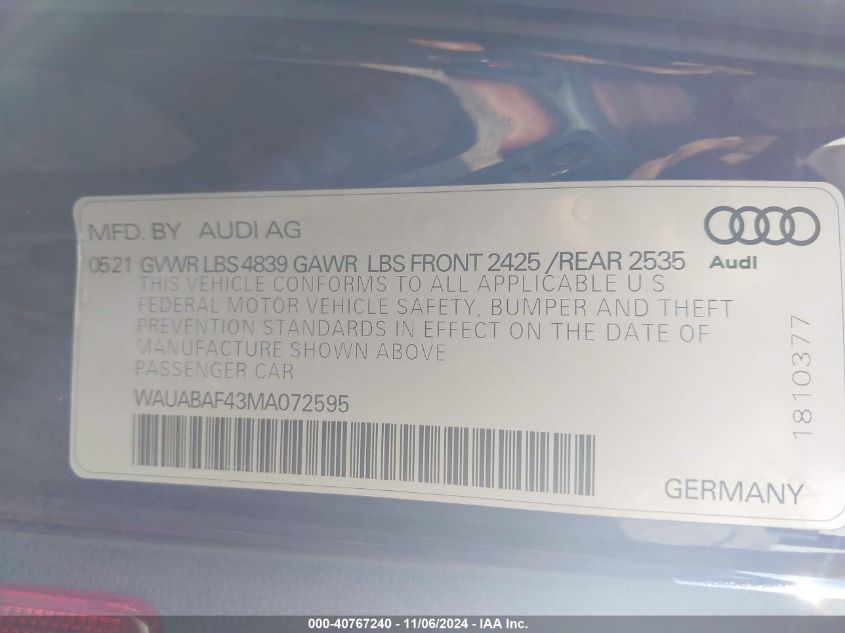 MFD. BY AUDI AG
0521 GVWR LBS 4839 GAWR LBS FRONT 2425 /REAR 2535
Audi
THIS VEHICLE CONFORMS TO ALL APPLICABLE U.S.
FEDERAL MOTOR VEHICLE SAFETY, BUMPER AND THEFT
PREVENTION STANDARDS IN EFFECT ON THE DATE OF
MANUFACTURE SHOWN ABOVE
PASSENGER CAR
WAUABAF43MA072595
1810377
GERMANY
000-40767240 - 11/06/2024 - IAA Inc.